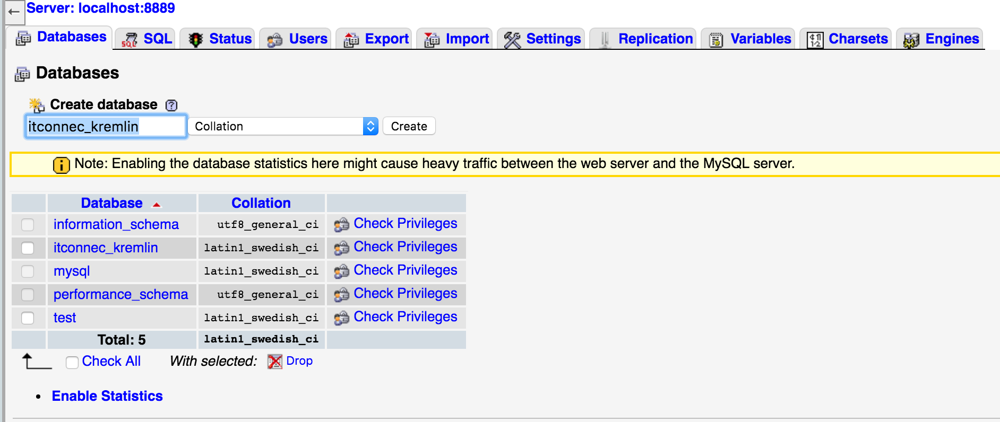 Server: localhost:8889
Databases SQL Status Users Export Import Settings Replication Variables Charsets Engines
Databases
Create database
itconnec_kremlin Collation Create
Note: Enabling the database statistics here might cause heavy traffic between the web server and the MySQL server.
Database Collation
information_schema utf8_general_ci Check Privileges
itconnec_kremlin latin1_swedish_ci Check Privileges
mysql latin1_swedish_ci Check Privileges
performance_schema utf8_general_ci Check Privileges
test latin1_swedish_ci Check Privileges
Total: 5 latin1_swedish_ci
Check All With selected: Drop
Enable Statistics